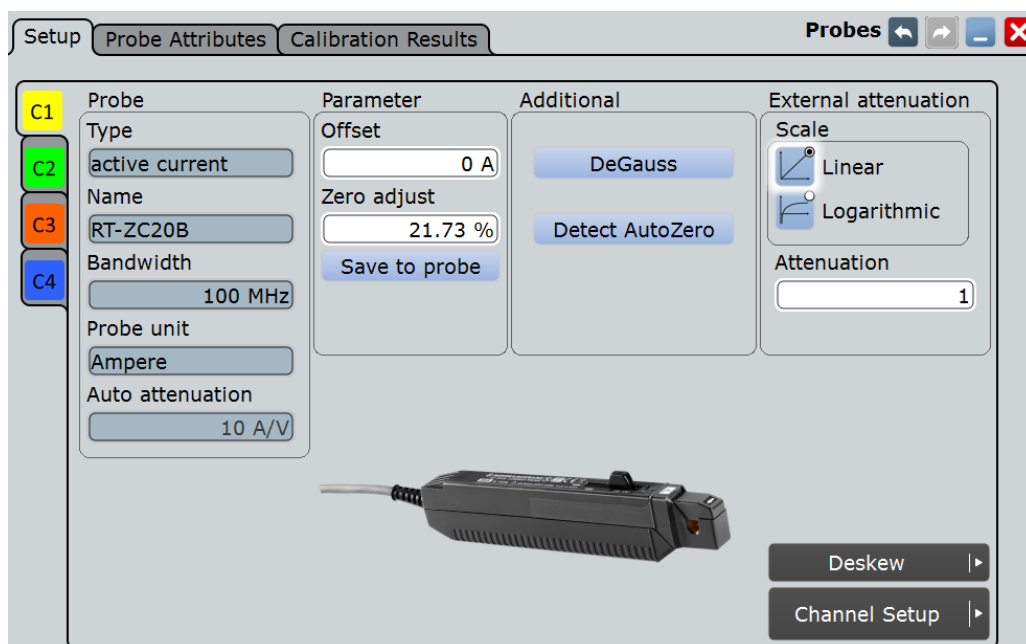 Setup
Probe Attributes
Calibration Results
Probes
C1
C2
C3
C4
Probe
Type
active current
Name
RT-ZC20B
Bandwidth
100 MHz
Probe unit
Ampere
Auto attenuation
10 A/V
Parameter
Offset
0 A
Zero adjust
21.73 %
Save to probe
Additional
DeGauss
Detect AutoZero
External attenuation
Scale
Linear
Logarithmic
Attenuation
1
Deskew
Channel Setup